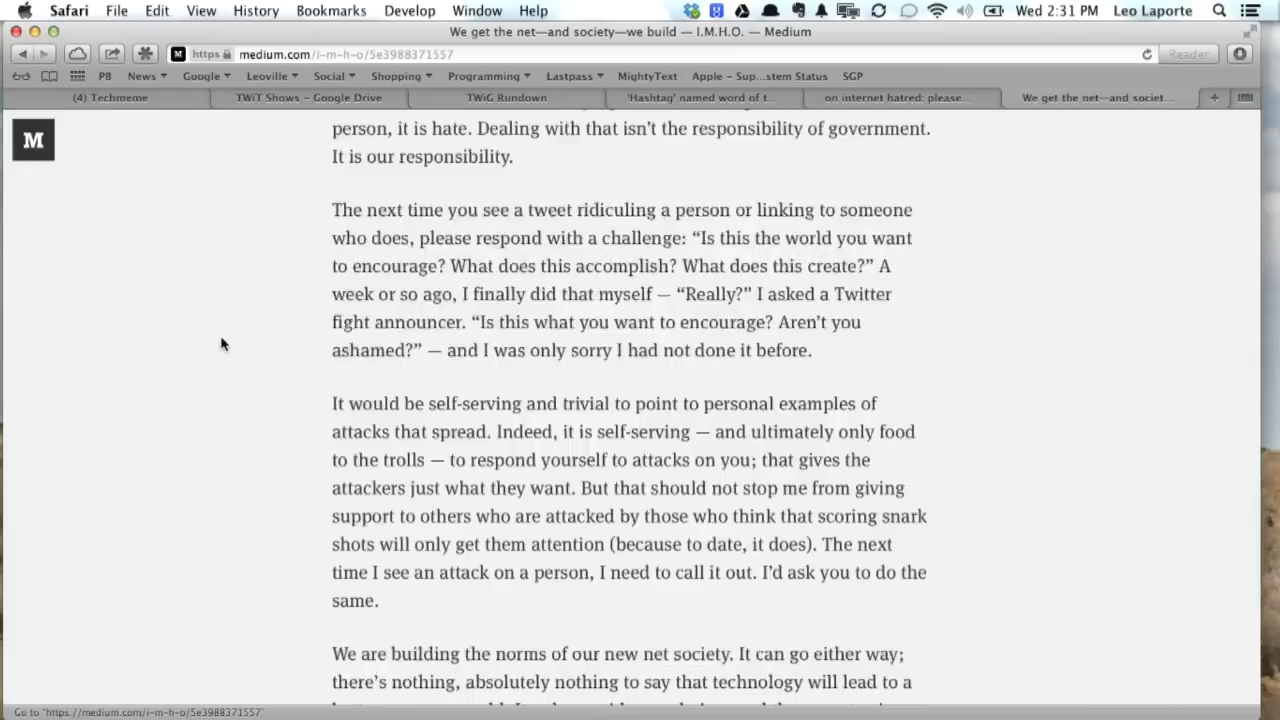 Safari File Edit View History Bookmarks Develop Window Help Wed 2:31 PM Leo Laporte
We get the net—and society—we build — I.M.H.O. — Medium
M https medium.com/i-m-h-o/5e3988371557 Reader
PB News Google Leoville Social Shopping Programming Lastpass MightyText Apple – Sup...stem Status SGP
(4) Techmeme TWiT Shows – Google Drive TWiG Rundown 'Hashtag' named word of t... on internet hatred: please... We get the net—and societ... +
M
person, it is hate. Dealing with that isn't the responsibility of government.
It is our responsibility.
The next time you see a tweet ridiculing a person or linking to someone
who does, please respond with a challenge: “Is this the world you want
to encourage? What does this accomplish? What does this create?” A
week or so ago, I finally did that myself — “Really?” I asked a Twitter
fight announcer. “Is this what you want to encourage? Aren’t you
ashamed?” — and I was only sorry I had not done it before.
It would be self-serving and trivial to point to personal examples of
attacks that spread. Indeed, it is self-serving — and ultimately only food
to the trolls — to respond yourself to attacks on you; that gives the
attackers just what they want. But that should not stop me from giving
support to others who are attacked by those who think that scoring snark
shots will only get them attention (because to date, it does). The next
time I see an attack on a person, I need to call it out. I’d ask you to do the
same.
We are building the norms of our new net society. It can go either way;
there’s nothing, absolutely nothing to say that technology will lead to a
Go to "https://medium.com/i-m-h-o/5e3988371557"